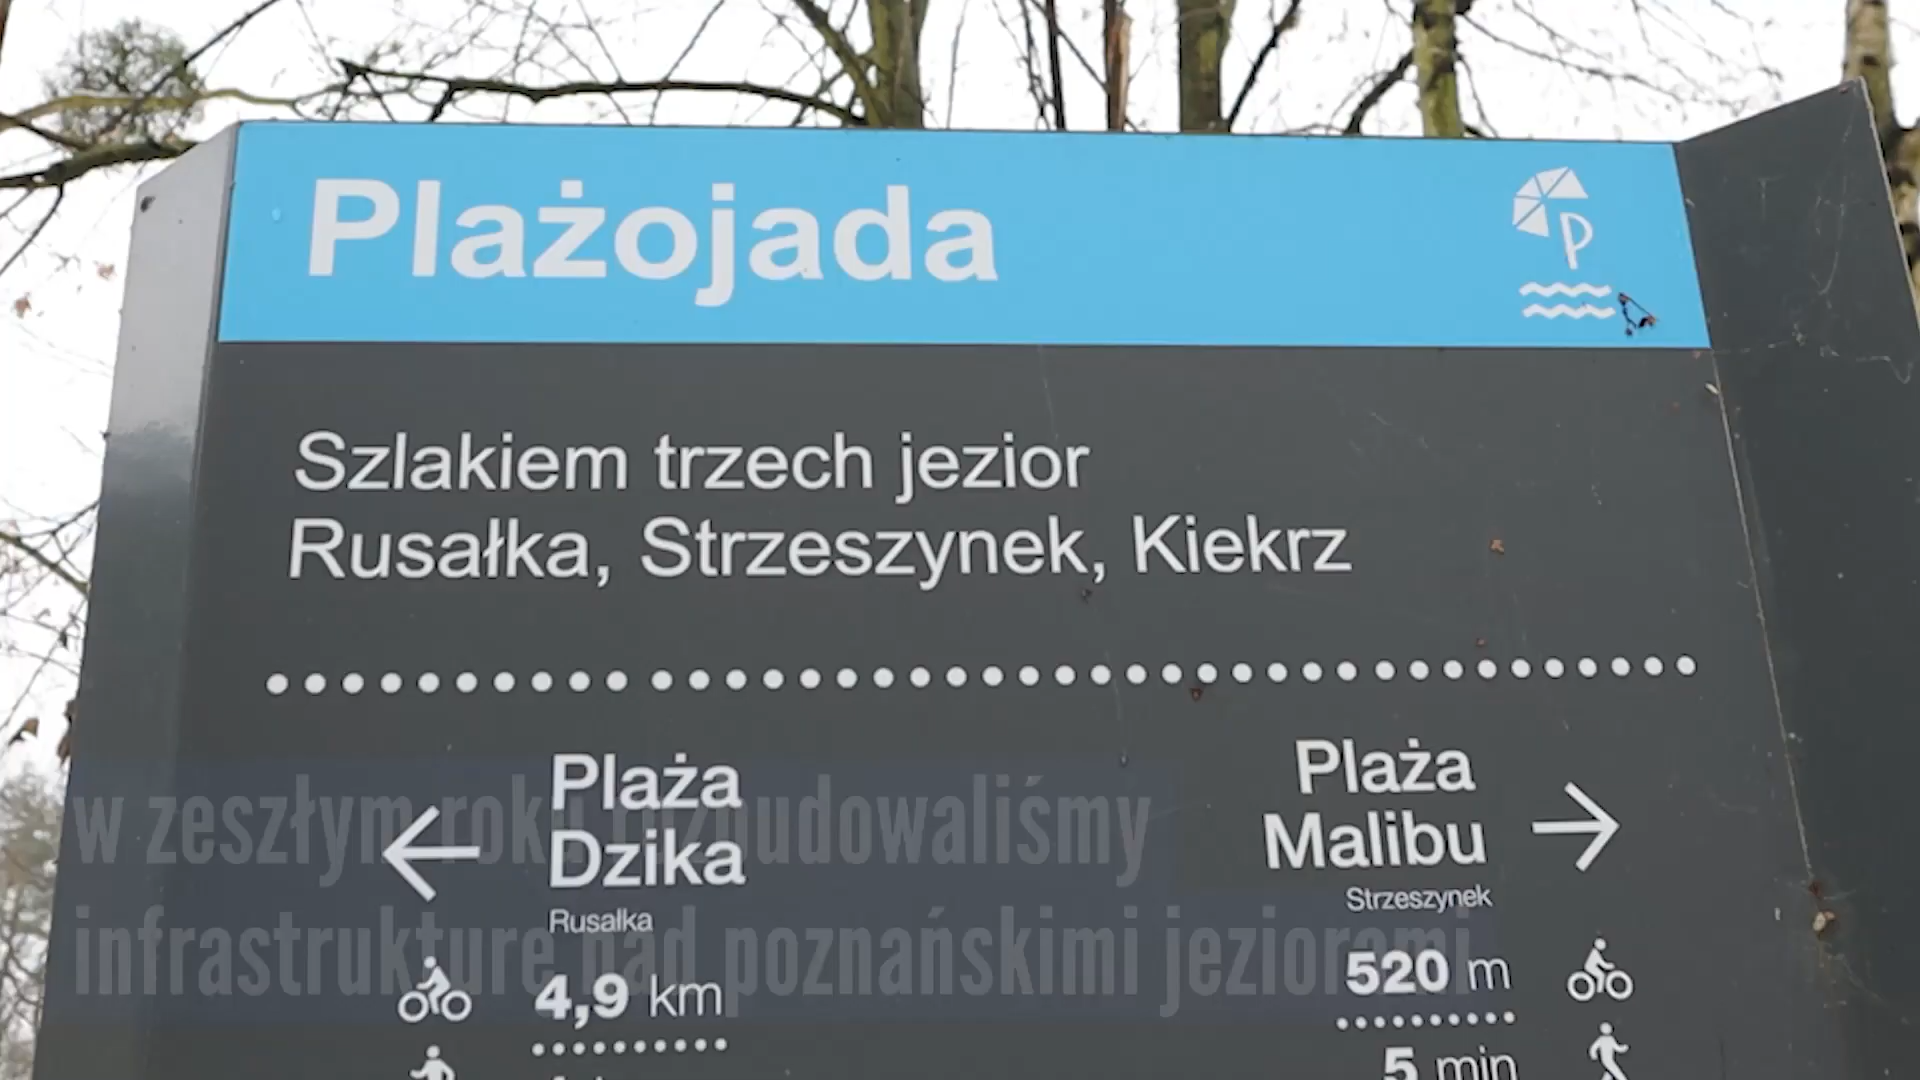 Plażojada
P
Szlakiem trzech jezior
Rusałka, Strzeszynek, Kiekrz
Plaża
Dzika
Rusałka
4,9 km
Plaża
Malibu
Strzeszynek
520 m
5 min
w zeszłym roku rozbudowaliśmy
infrastrukturę nad poznańskimi jeziorami